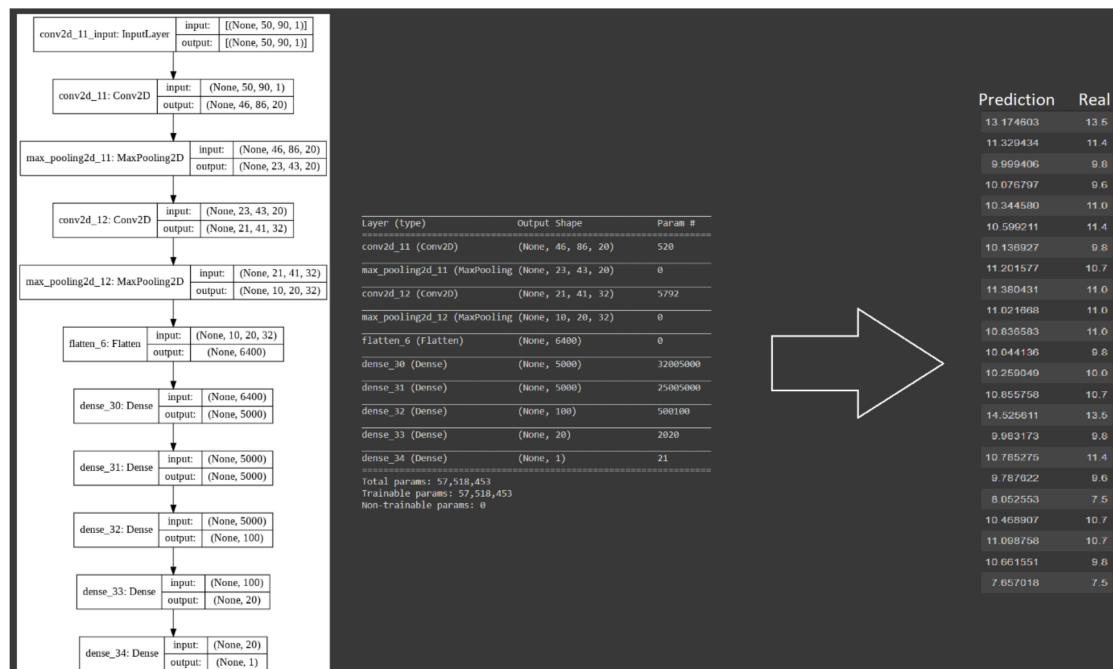 conv2d_11_input: InputLayer input: [(None, 50, 90, 1)]
output: [(None, 50, 90, 1)]
conv2d_11: Conv2D input: (None, 50, 90, 1)
output: (None, 46, 86, 20)
max_pooling2d_11: MaxPooling2D input: (None, 46, 86, 20)
output: (None, 23, 43, 20)
conv2d_12: Conv2D input: (None, 23, 43, 20)
output: (None, 21, 41, 32)
max_pooling2d_12: MaxPooling2D input: (None, 21, 41, 32)
output: (None, 10, 20, 32)
flatten_6: Flatten input: (None, 10, 20, 32)
output: (None, 6400)
dense_30: Dense input: (None, 6400)
output: (None, 5000)
dense_31: Dense input: (None, 5000)
output: (None, 5000)
dense_32: Dense input: (None, 5000)
output: (None, 100)
dense_33: Dense input: (None, 100)
output: (None, 20)
dense_34: Dense input: (None, 20)
output: (None, 1)
Layer (type) Output Shape Param #
conv2d_11 (Conv2D) (None, 46, 86, 20) 520
max_pooling2d_11 (MaxPooling (None, 23, 43, 20) 0
conv2d_12 (Conv2D) (None, 21, 41, 32) 5792
max_pooling2d_12 (MaxPooling (None, 10, 20, 32) 0
flatten_6 (Flatten) (None, 6400) 0
dense_30 (Dense) (None, 5000) 32005000
dense_31 (Dense) (None, 5000) 25005000
dense_32 (Dense) (None, 100) 500100
dense_33 (Dense) (None, 20) 2020
dense_34 (Dense) (None, 1) 21
Total params: 57,518,453
Trainable params: 57,518,453
Non-trainable params: 0
Prediction Real
13.174603 13.5
11.329434 11.4
9.999406 9.8
10.076797 9.6
10.344580 11.0
10.599211 11.4
10.136927 9.8
11.201577 10.7
11.380431 11.0
11.021668 11.0
10.836583 11.0
10.044136 9.8
10.259049 10.0
10.855758 10.7
14.525611 13.5
9.983173 9.8
10.785275 11.4
9.787622 9.6
8.052553 7.5
10.468907 10.7
11.098758 10.7
10.661551 9.8
7.657018 7.5